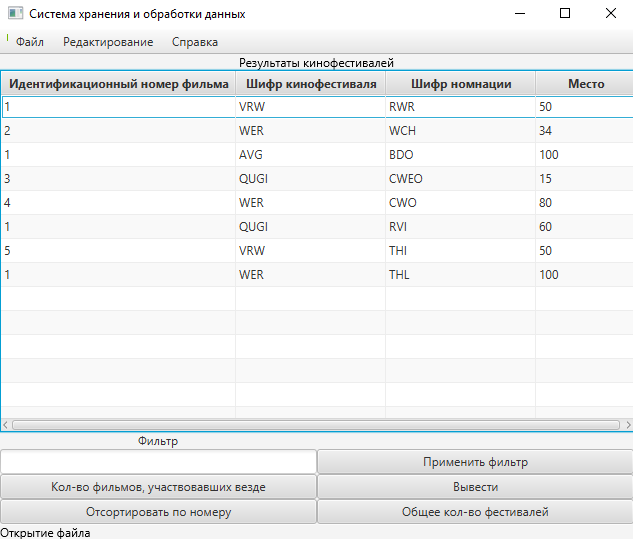 Система хранения и обработки данных
Файл Редактирование Справка
Результаты кинофестивалей
Идентификационный номер фильма Шифр кинофестиваля Шифр номнации Место
1 VRW RWR 50
2 WER WCH 34
1 AVG BDO 100
3 QUGI CWEO 15
4 WER CWO 80
1 QUGI RVI 60
5 VRW THI 50
1 WER THL 100
Фильтр
Применить фильтр
Кол-во фильмов, участвовавших везде Вывести
Отсортировать по номеру Общее кол-во фестивалей
Открытие файла